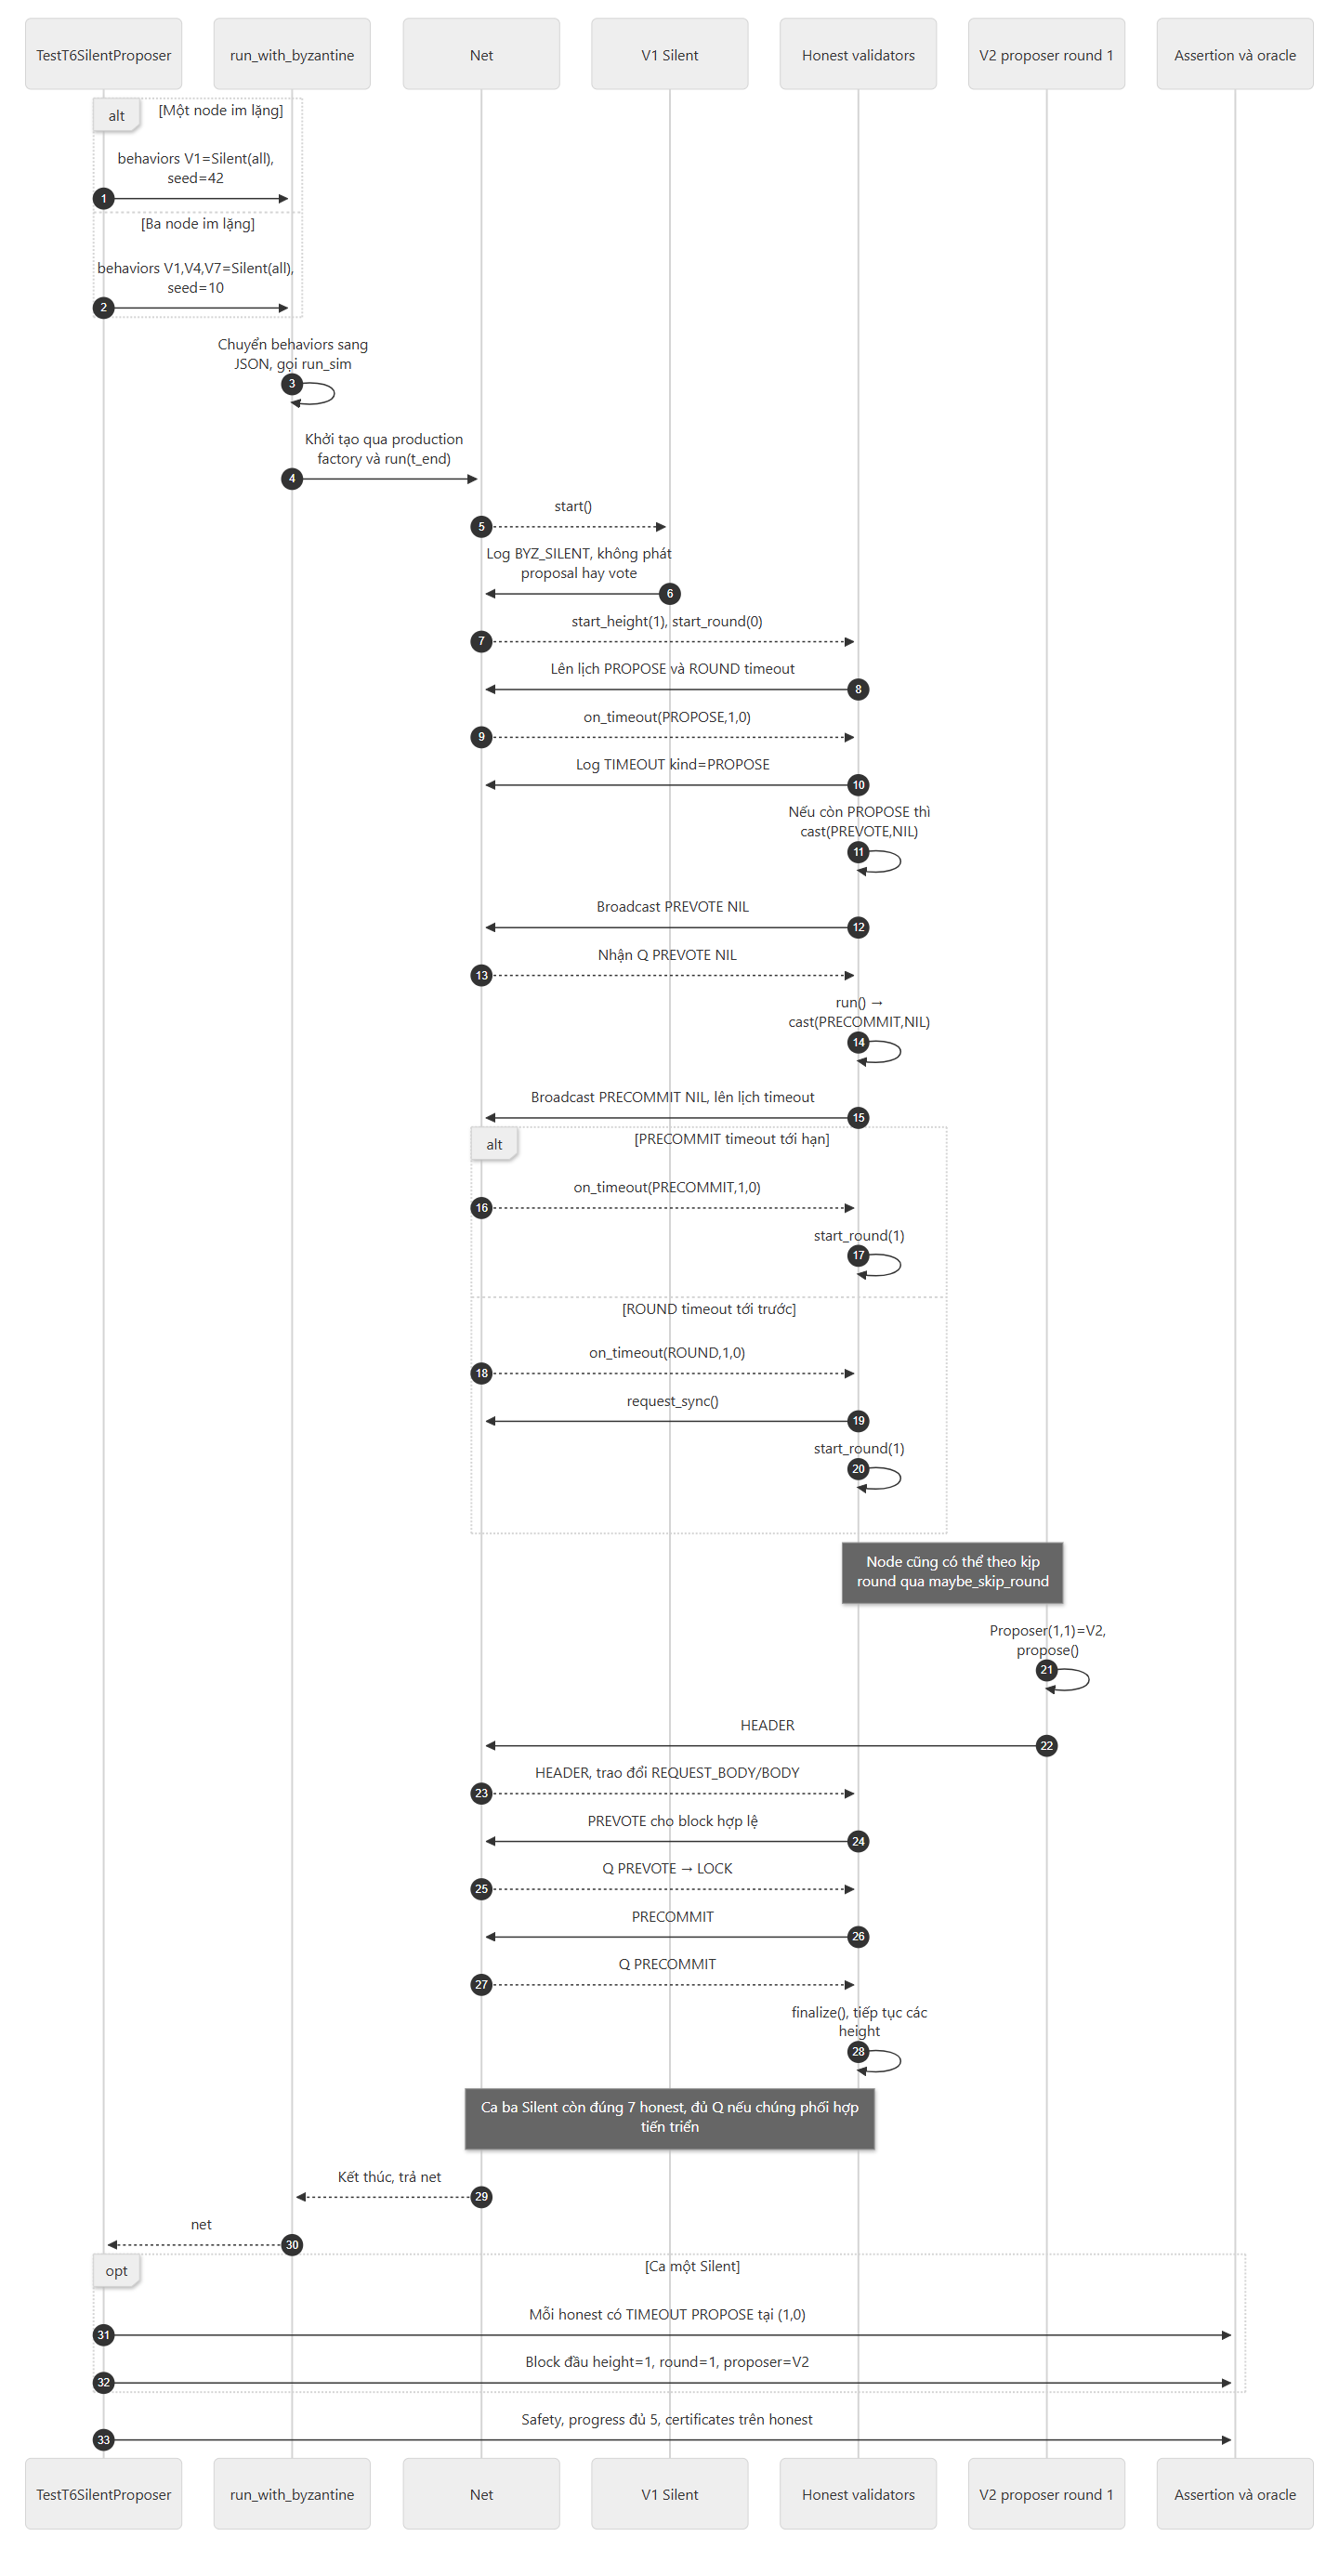 TestT6SilentProposer
run_with_byzantine
Net
V1 Silent
Honest validators
V2 proposer round 1
Assertion và oracle
alt
[Một node im lặng]
behaviors V1=Silent(all),
seed=42
1
[Ba node im lặng]
behaviors V1,V4,V7=Silent(all),
seed=10
2
Chuyển behaviors sang
JSON, gọi run_sim
3
Khởi tạo qua production
factory và run(t_end)
4
start()
5
Log BYZ_SILENT, không phát
proposal hay vote
6
start_height(1), start_round(0)
7
Lên lịch PROPOSE và ROUND timeout
8
on_timeout(PROPOSE,1,0)
9
Log TIMEOUT kind=PROPOSE
10
Nếu còn PROPOSE thì
cast(PREVOTE,NIL)
11
Broadcast PREVOTE NIL
12
Nhận Q PREVOTE NIL
13
run() →
cast(PRECOMMIT,NIL)
14
Broadcast PRECOMMIT NIL, lên lịch timeout
15
alt
[PRECOMMIT timeout tới hạn]
on_timeout(PRECOMMIT,1,0)
16
start_round(1)
17
[ROUND timeout tới trước]
on_timeout(ROUND,1,0)
18
request_sync()
19
start_round(1)
20
Node cũng có thể theo kịp
round qua maybe_skip_round
Proposer(1,1)=V2,
propose()
21
HEADER
22
HEADER, trao đổi REQUEST_BODY/BODY
23
PREVOTE cho block hợp lệ
24
Q PREVOTE → LOCK
25
PRECOMMIT
26
Q PRECOMMIT
27
finalize(), tiếp tục các
height
28
Ca ba Silent còn đúng 7 honest, đủ Q nếu chúng phối hợp
tiến triển
Kết thúc, trả net
29
net
30
opt
[Ca một Silent]
Mỗi honest có TIMEOUT PROPOSE tại (1,0)
31
Block đầu height=1, round=1, proposer=V2
32
Safety, progress đủ 5, certificates trên honest
33
TestT6SilentProposer
run_with_byzantine
Net
V1 Silent
Honest validators
V2 proposer round 1
Assertion và oracle